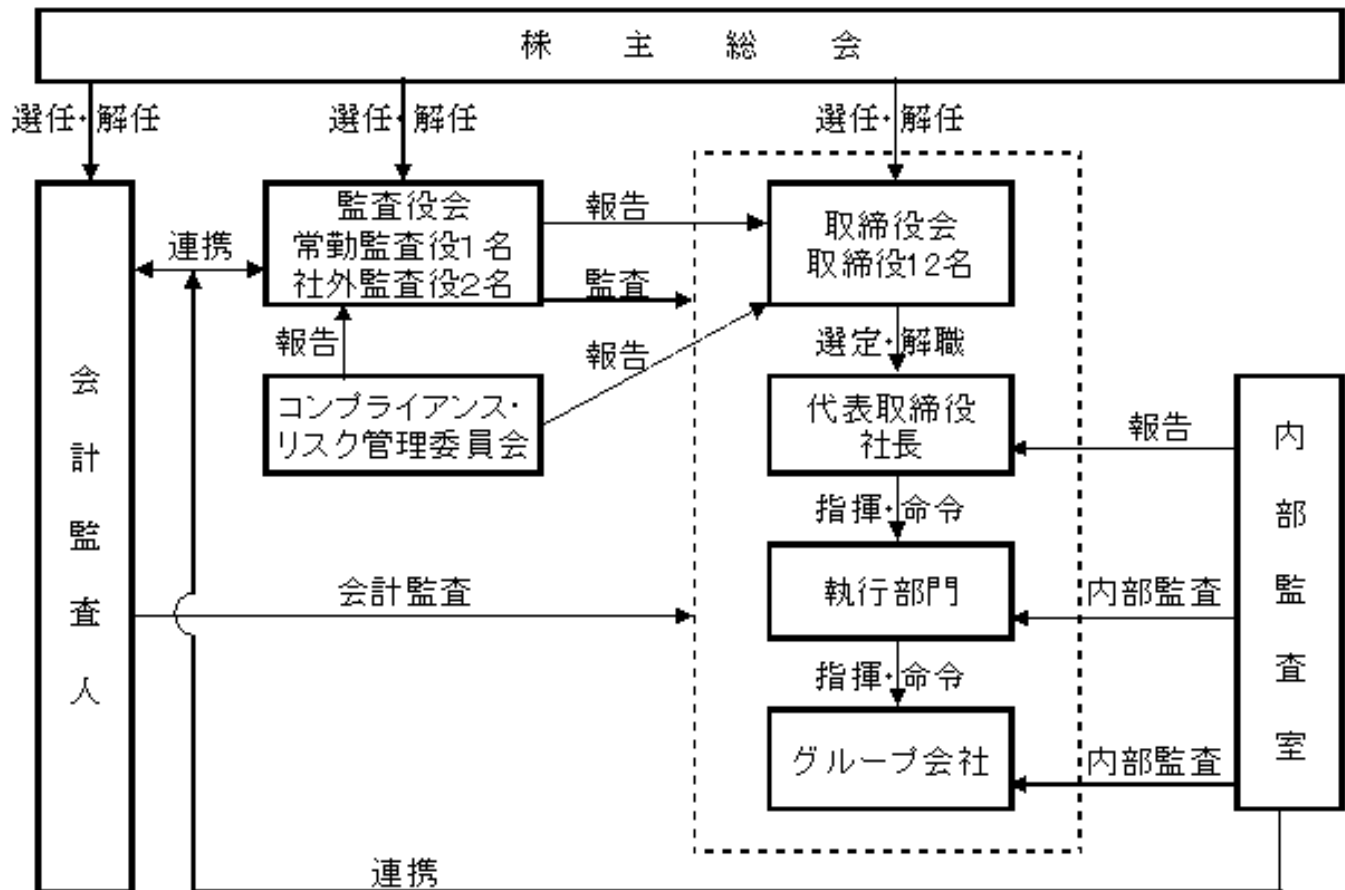 株主総会
選任・解任
選任・解任
選任・解任
監査役会
常勤監査役1名
社外監査役2名
報告
取締役会
取締役12名
連携
監査
報告
報告
選定・解職
会計監査人
コンプライアンス・
リスク管理委員会
代表取締役
社長
報告
内部監査室
指揮・命令
会計監査
執行部門
内部監査
指揮・命令
グループ会社
内部監査
連携